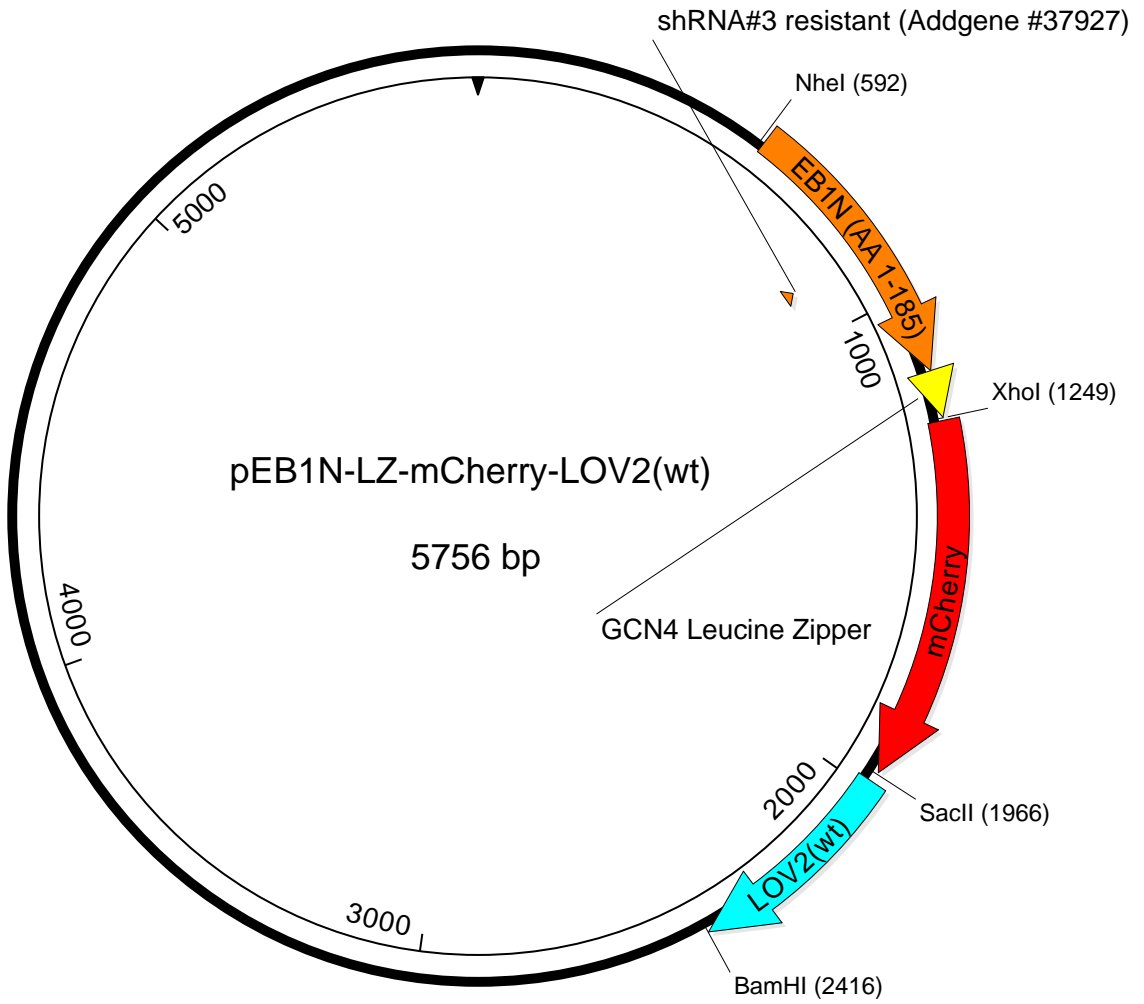 shRNA#3 resistant (Addgene #37927)
NheI (592)
EB1N (AA 1-185)
5000
1000
XhoI (1249)
pEB1N-LZ-mCherry-LOV2(wt)
5756 bp
mCherry
4000
GCN4 Leucine Zipper
2000
SacII (1966)
LOV2(wt)
3000
BamHI (2416)